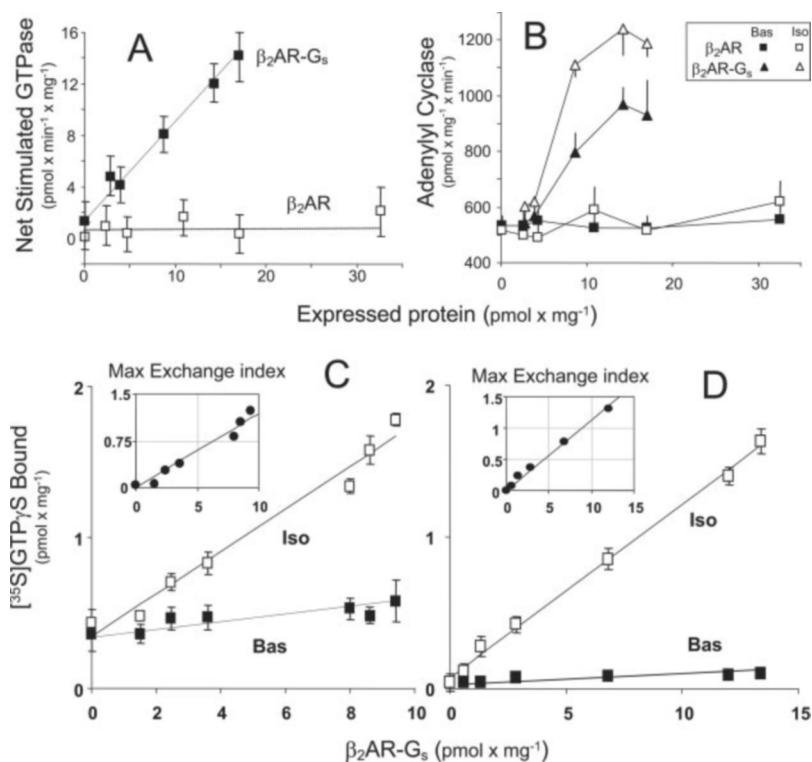 A
Net Stimulated GTPase
(pmol x min⁻¹ x mg⁻¹)
16
12
8
4
0
β₂AR-Gₛ
β₂AR
0 10 20 30
B
Adenylyl Cyclase
(pmol x mg⁻¹ x min⁻¹)
1200
1000
800
600
400
Bas Iso
β₂AR
β₂AR-Gₛ
0 10 20 30
Expressed protein (pmol x mg⁻¹)
C
Max Exchange index
1.5
0.75
0
0 5 10
[³⁵S]GTPγS Bound
(pmol x mg⁻¹)
2
1
0
Iso
Bas
0 2 4 6 8 10
D
Max Exchange index
1.5
1
0.5
0
0 5 10 15
2
1
0
Iso
Bas
0 5 10 15
β₂AR-Gₛ (pmol x mg⁻¹)